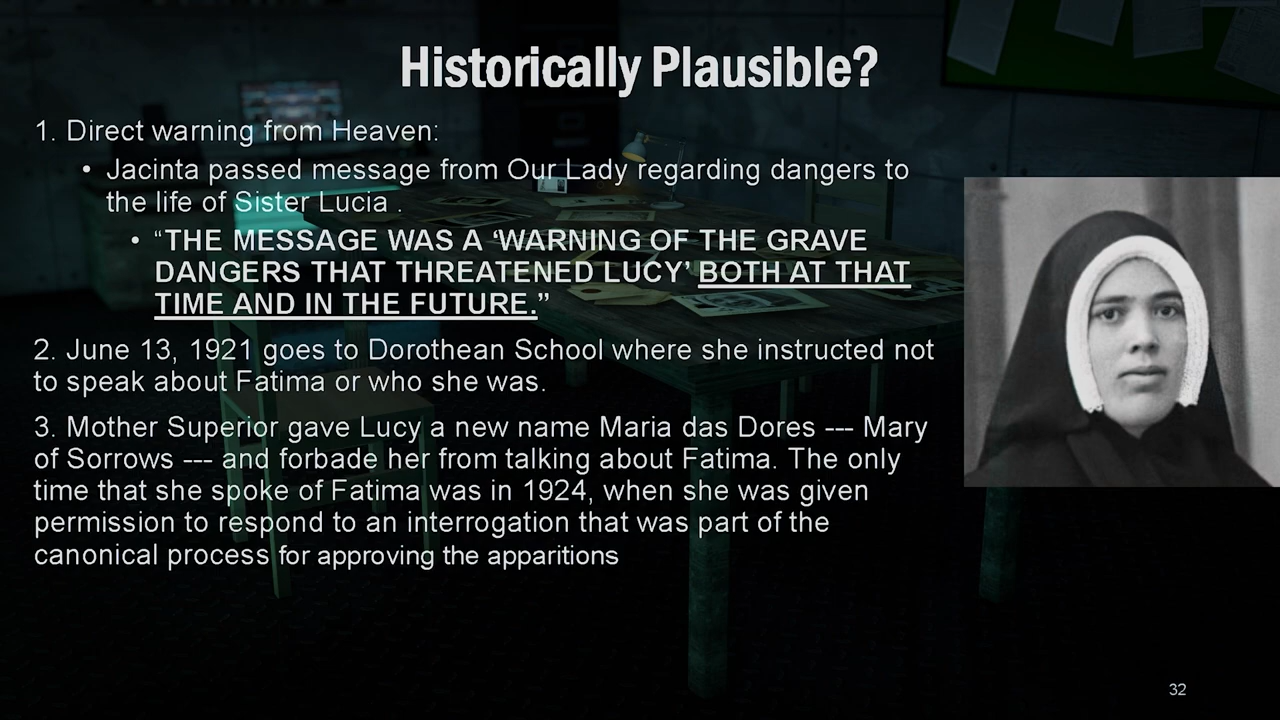 Historically Plausible?
1. Direct warning from Heaven:
• Jacinta passed message from Our Lady regarding dangers to
the life of Sister Lucia .
• “THE MESSAGE WAS A ‘WARNING OF THE GRAVE
DANGERS THAT THREATENED LUCY’ BOTH AT THAT
TIME AND IN THE FUTURE.”
2. June 13, 1921 goes to Dorothean School where she instructed not
to speak about Fatima or who she was.
3. Mother Superior gave Lucy a new name Maria das Dores --- Mary
of Sorrows --- and forbade her from talking about Fatima. The only
time that she spoke of Fatima was in 1924, when she was given
permission to respond to an interrogation that was part of the
canonical process for approving the apparitions
32